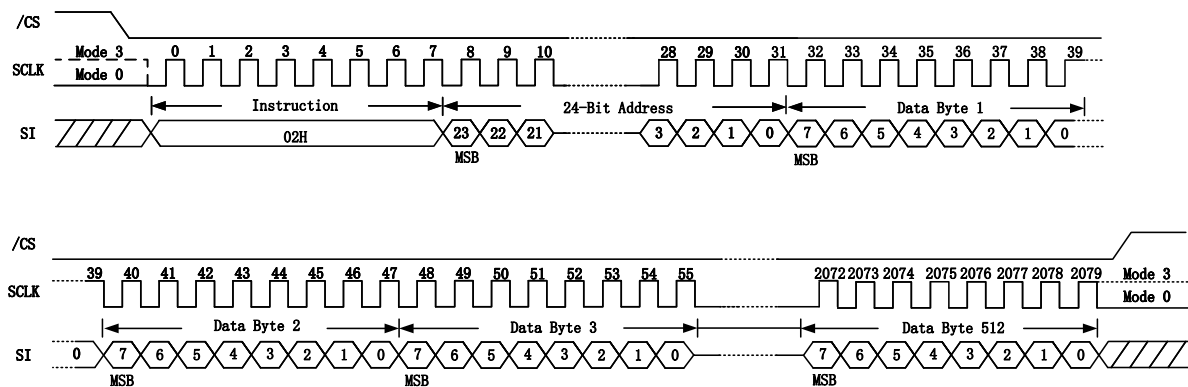 /CS
Mode 3 0 1 2 3 4 5 6 7 8 9 10 28 29 30 31 32 33 34 35 36 37 38 39
SCLK
Mode 0
Instruction 24-Bit Address Data Byte 1
SI 02H 23 22 21 3 2 1 0 7 6 5 4 3 2 1 0
MSB MSB
/CS
39 40 41 42 43 44 45 46 47 48 49 50 51 52 53 54 55 2072 2073 2074 2075 2076 2077 2078 2079 Mode 3
SCLK
Mode 0
Data Byte 2 Data Byte 3 Data Byte 512
SI 0 7 6 5 4 3 2 1 0 7 6 5 4 3 2 1 0 7 6 5 4 3 2 1 0
MSB MSB MSB